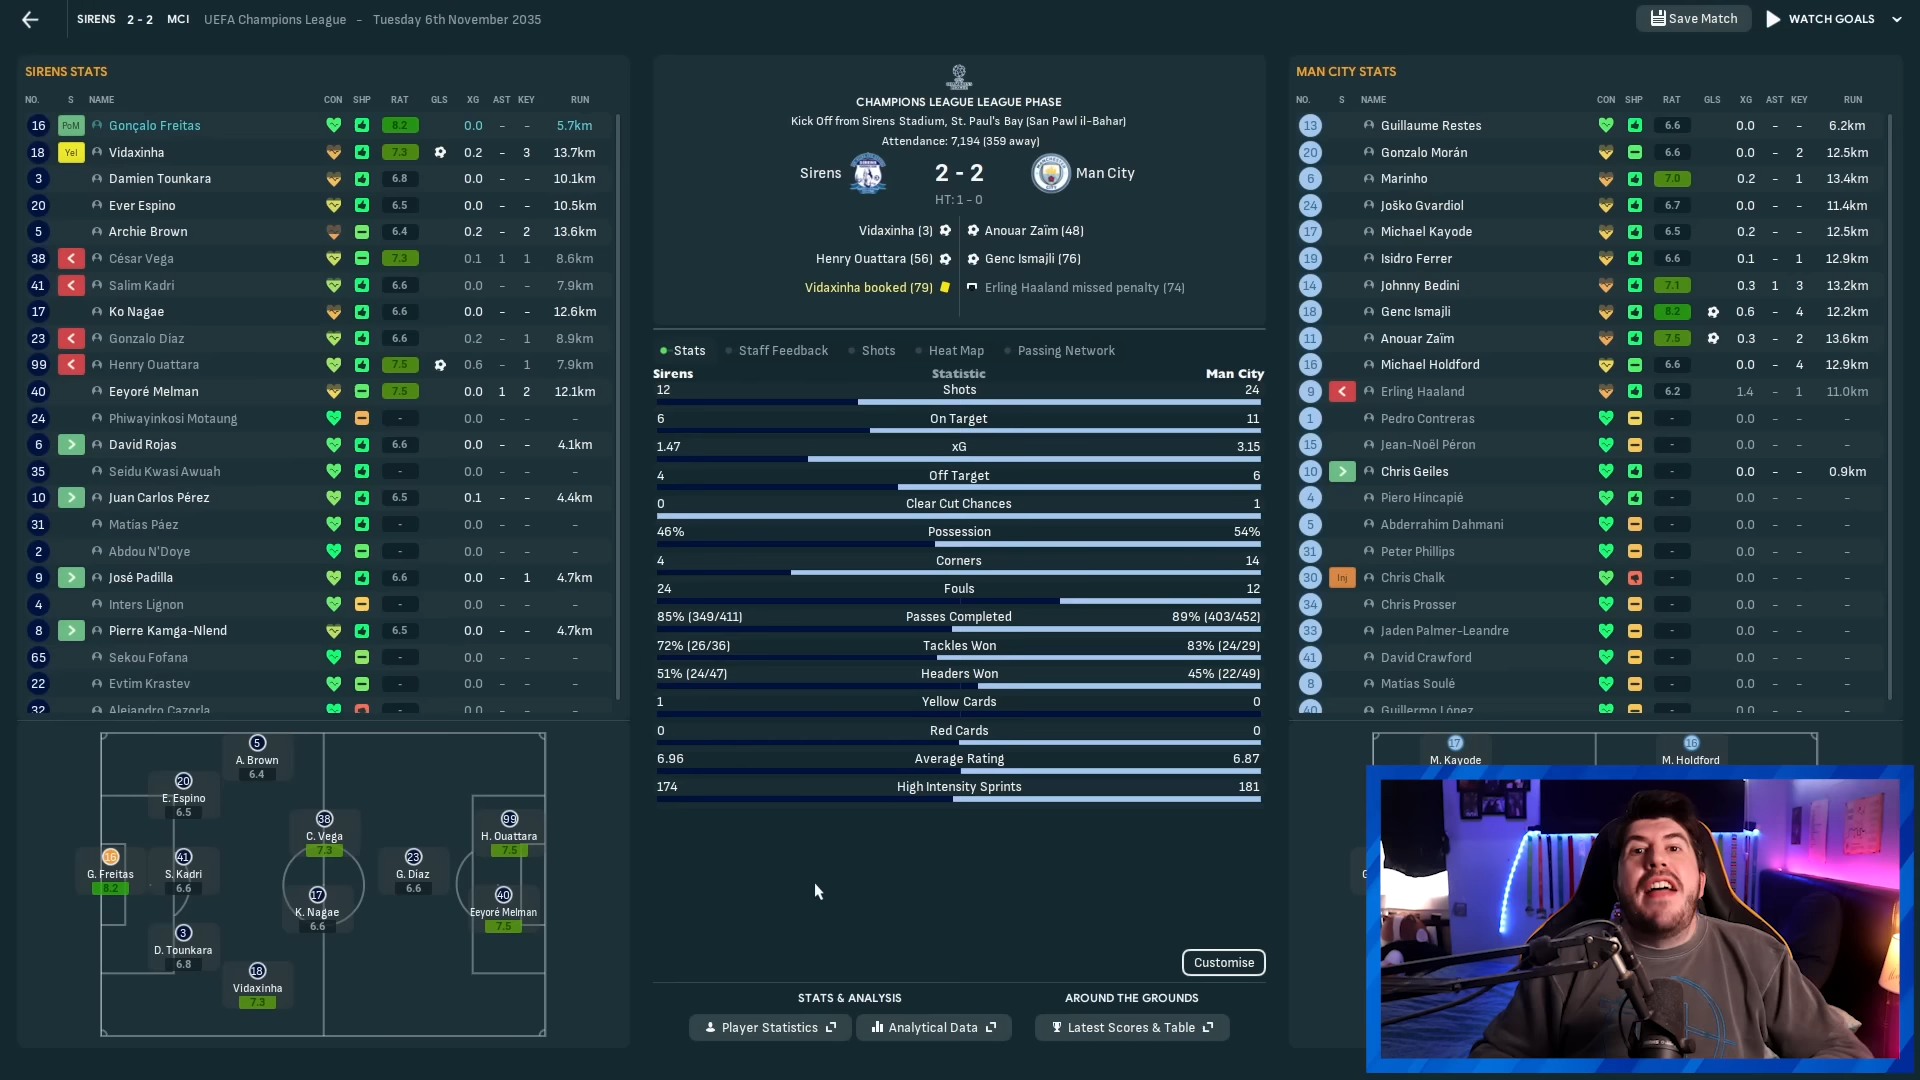 SIRENS 2 - 2 MCI UEFA Champions League - Tuesday 6th November 2035
Save Match WATCH GOALS
SIRENS STATS
NO. S NAME CON SHP RAT GLS XG AST KEY RUN
16 PoM Gonçalo Freitas 8.2 0.0 - - 5.7km
18 Yel Vidaxinha 7.3 0.2 - 3 13.7km
3 Damien Tounkara 6.8 0.0 - - 10.1km
20 Ever Espino 6.5 0.0 - - 10.5km
5 Archie Brown 6.4 0.2 - 2 13.6km
38 César Vega 7.3 0.1 1 1 8.6km
41 Salim Kadri 6.6 0.0 - - 7.9km
17 Ko Nagae 6.6 0.0 - - 12.6km
23 Gonzalo Díaz 6.6 0.2 - 1 8.9km
99 Henry Ouattara 7.5 0.6 - 1 7.9km
40 Eeyoré Melman 7.5 0.0 1 2 12.1km
24 Phiwayinkosi Motaung - 0.0 - - -
6 David Rojas 6.6 0.0 - - 4.1km
35 Seidu Kwasi Awuah - 0.0 - - -
10 Juan Carlos Pérez 6.5 0.1 - - 4.4km
31 Matías Páez - 0.0 - - -
2 Abdou N'Doye - 0.0 - - -
9 José Padilla 6.6 0.0 - 1 4.7km
4 Inters Lignon - 0.0 - - -
8 Pierre Kamga-Nlend 6.5 0.0 - - 4.7km
65 Sekou Fofana - 0.0 - - -
22 Evtim Krastev - 0.0 - - -
32 Alejandro Cazorla 0.0 - - -
5
A. Brown
6.4
20
E. Espino
6.5
38
C. Vega
7.3
99
H. Ouattara
7.5
16
G. Freitas
8.2
41
S. Kadri
6.6
23
G. Díaz
6.6
17
K. Nagae
6.6
40
Eeyoré Melman
7.5
3
D. Tounkara
6.8
18
Vidaxinha
7.3
CHAMPIONS LEAGUE LEAGUE PHASE
Kick Off from Sirens Stadium, St. Paul's Bay (San Pawl il-Bahar)
Attendance: 7,194 (359 away)
Sirens 2 - 2 Man City
HT: 1 - 0
Vidaxinha (3) Anouar Zaïm (48)
Henry Ouattara (56) Genc Ismajli (76)
Vidaxinha booked (79) Erling Haaland missed penalty (74)
Stats Staff Feedback Shots Heat Map Passing Network
Sirens Statistic Man City
12 Shots 24
6 On Target 11
1.47 xG 3.15
4 Off Target 6
0 Clear Cut Chances 1
46% Possession 54%
4 Corners 14
24 Fouls 12
85% (349/411) Passes Completed 89% (403/452)
72% (26/36) Tackles Won 83% (24/29)
51% (24/47) Headers Won 45% (22/49)
1 Yellow Cards 0
0 Red Cards 0
6.96 Average Rating 6.87
174 High Intensity Sprints 181
Customise
STATS & ANALYSIS AROUND THE GROUNDS
Player Statistics Analytical Data Latest Scores & Table
MAN CITY STATS
NO. S NAME CON SHP RAT GLS XG AST KEY RUN
13 Guillaume Restes 6.6 0.0 - - 6.2km
20 Gonzalo Morán 6.6 0.0 - 2 12.5km
6 Marinho 7.0 0.2 - 1 13.4km
24 Joško Gvardiol 6.7 0.0 - - 11.4km
17 Michael Kayode 6.5 0.2 - - 12.5km
19 Isidro Ferrer 6.6 0.1 - 1 12.9km
14 Johnny Bedini 7.1 0.3 1 3 13.2km
18 Genc Ismajli 8.2 0.6 - 4 12.2km
11 Anouar Zaïm 7.5 0.3 - 2 13.6km
16 Michael Holdford 6.6 0.0 - 4 12.9km
9 Erling Haaland 6.2 1.4 - 1 11.0km
1 Pedro Contreras - 0.0 - - -
15 Jean-Noël Péron - 0.0 - - -
10 Chris Geiles - 0.0 - - 0.9km
4 Piero Hincapié - 0.0 - - -
5 Abderrahim Dahmani - 0.0 - - -
31 Peter Phillips - 0.0 - - -
30 Inj Chris Chalk - 0.0 - - -
34 Chris Prosser - 0.0 - - -
33 Jaden Palmer-Leandre - 0.0 - - -
41 David Crawford - 0.0 - - -
8 Matías Soulé - 0.0 - - -
40 Guillermo López 0.0 - - -
17
M. Kayode
16
M. Holdford